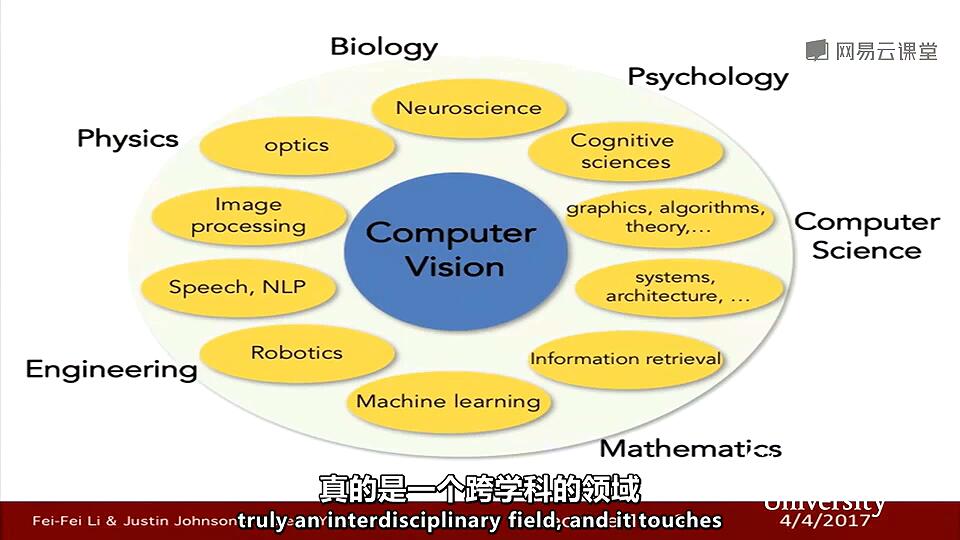 Biology
网易云课堂
Psychology
Neuroscience
Physics
optics
Cognitive
sciences
Image
processing
graphics, algorithms,
theory,...
Computer
Vision
Computer
Science
Speech, NLP
systems,
architecture, ...
Robotics
Information retrieval
Engineering
Machine learning
Mathematics
真的是一个跨学科的领域
truly an interdisciplinary field, and it touches
Fei-Fei Li & Justin Johnson
University
4/4/2017